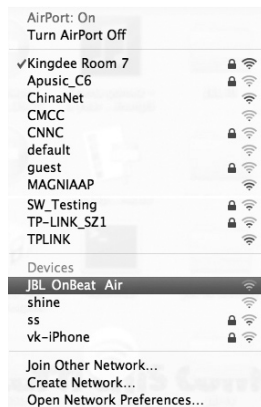 AirPort: On
Turn AirPort Off
✓Kingdee Room 7
Apusic_C6
ChinaNet
CMCC
CNNC
default
guest
MAGNIAAP
SW_Testing
TP-LINK_SZ1
TPLINK
Devices
JBL OnBeat Air
shine
ss
vk-iPhone
Join Other Network...
Create Network...
Open Network Preferences...